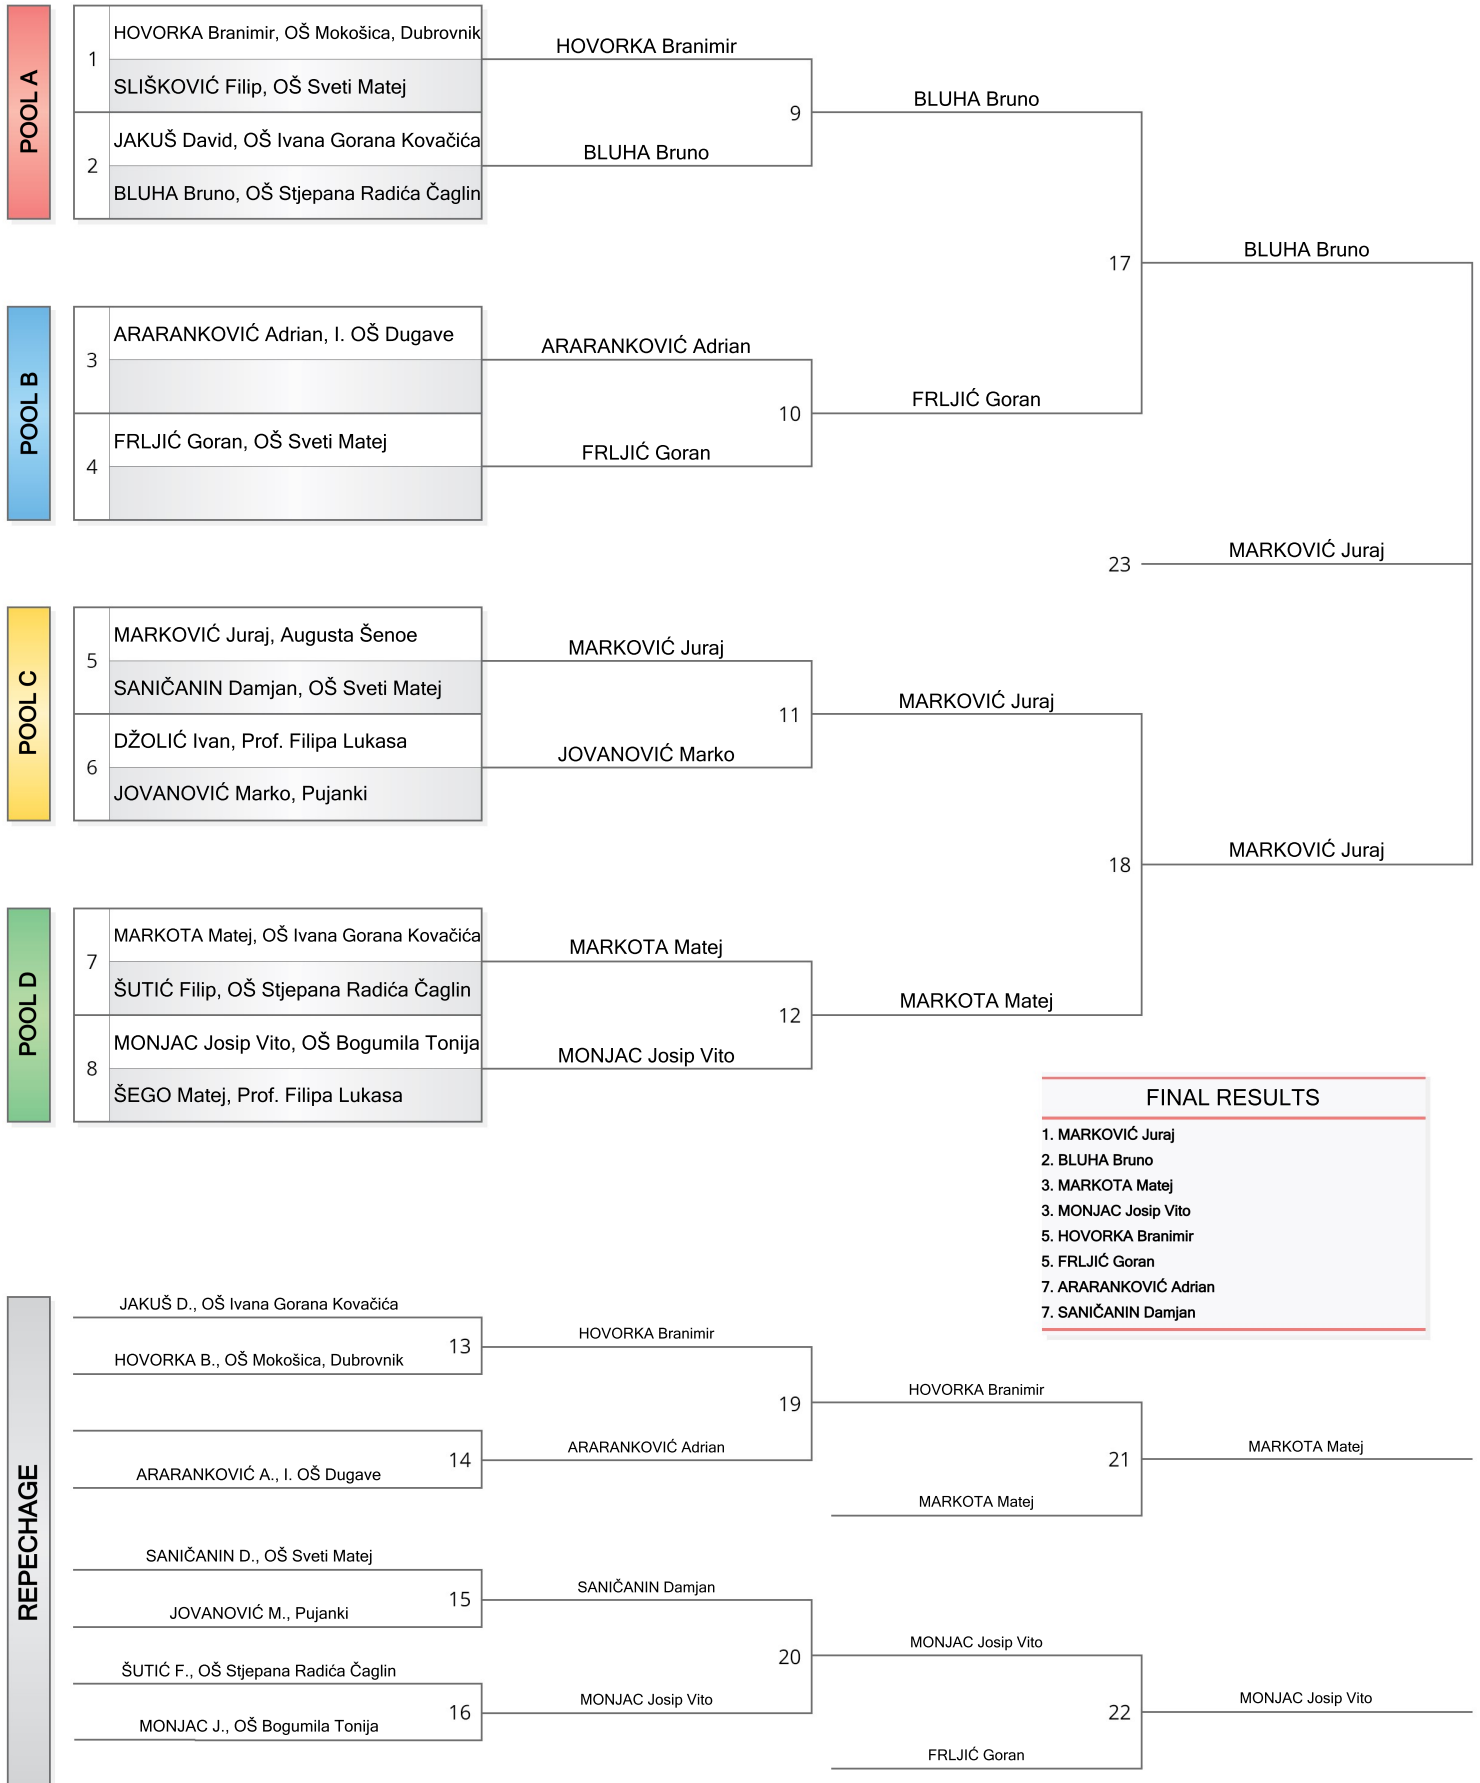 POOL A
1
HOVORKA Branimir, OŠ Mokošica, Dubrovnik
SLIŠKOVIĆ Filip, OŠ Sveti Matej
2
JAKUŠ David, OŠ Ivana Gorana Kovačića
BLUHA Bruno, OŠ Stjepana Radića Čaglin
HOVORKA Branimir
BLUHA Bruno
9
BLUHA Bruno
POOL B
3
ARARANKOVIĆ Adrian, I. OŠ Dugave
4
FRLJIĆ Goran, OŠ Sveti Matej
ARARANKOVIĆ Adrian
FRLJIĆ Goran
10
FRLJIĆ Goran
17
BLUHA Bruno
23
MARKOVIĆ Juraj
POOL C
5
MARKOVIĆ Juraj, Augusta Šenoe
SANIČANIN Damjan, OŠ Sveti Matej
6
DŽOLIĆ Ivan, Prof. Filipa Lukasa
JOVANOVIĆ Marko, Pujanki
MARKOVIĆ Juraj
JOVANOVIĆ Marko
11
MARKOVIĆ Juraj
POOL D
7
MARKOTA Matej, OŠ Ivana Gorana Kovačića
ŠUTIĆ Filip, OŠ Stjepana Radića Čaglin
8
MONJAC Josip Vito, OŠ Bogumila Tonija
ŠEGO Matej, Prof. Filipa Lukasa
MARKOTA Matej
MONJAC Josip Vito
12
MARKOTA Matej
18
MARKOVIĆ Juraj
FINAL RESULTS
1. MARKOVIĆ Juraj
2. BLUHA Bruno
3. MARKOTA Matej
3. MONJAC Josip Vito
5. HOVORKA Branimir
5. FRLJIĆ Goran
7. ARARANKOVIĆ Adrian
7. SANIČANIN Damjan
REPECHAGE
JAKUŠ D., OŠ Ivana Gorana Kovačića
HOVORKA B., OŠ Mokošica, Dubrovnik
13
HOVORKA Branimir
ARARANKOVIĆ A., I. OŠ Dugave
14
ARARANKOVIĆ Adrian
19
HOVORKA Branimir
MARKOTA Matej
21
MARKOTA Matej
SANIČANIN D., OŠ Sveti Matej
JOVANOVIĆ M., Pujanki
15
SANIČANIN Damjan
ŠUTIĆ F., OŠ Stjepana Radića Čaglin
MONJAC J., OŠ Bogumila Tonija
16
MONJAC Josip Vito
20
MONJAC Josip Vito
FRLJIĆ Goran
22
MONJAC Josip Vito